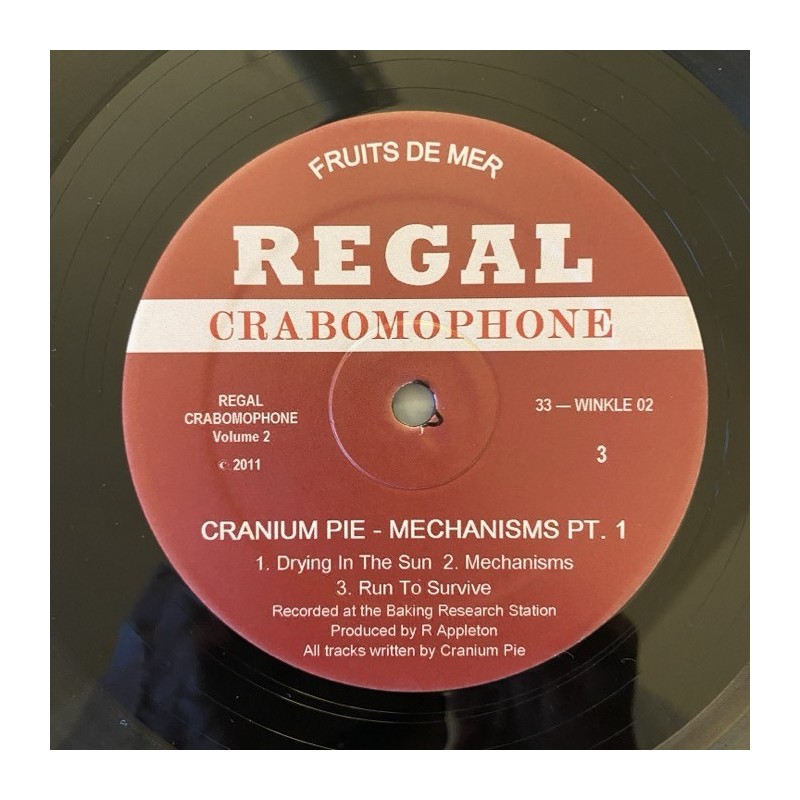 FRUITS DE MER
REGAL
CRABOMOPHONE
REGAL
CRABOMOPHONE
Volume 2
© 2011
33 — WINKLE 02
3
CRANIUM PIE - MECHANISMS PT. 1
1. Drying In The Sun 2. Mechanisms
3. Run To Survive
Recorded at the Baking Research Station
Produced by R Appleton
All tracks written by Cranium Pie